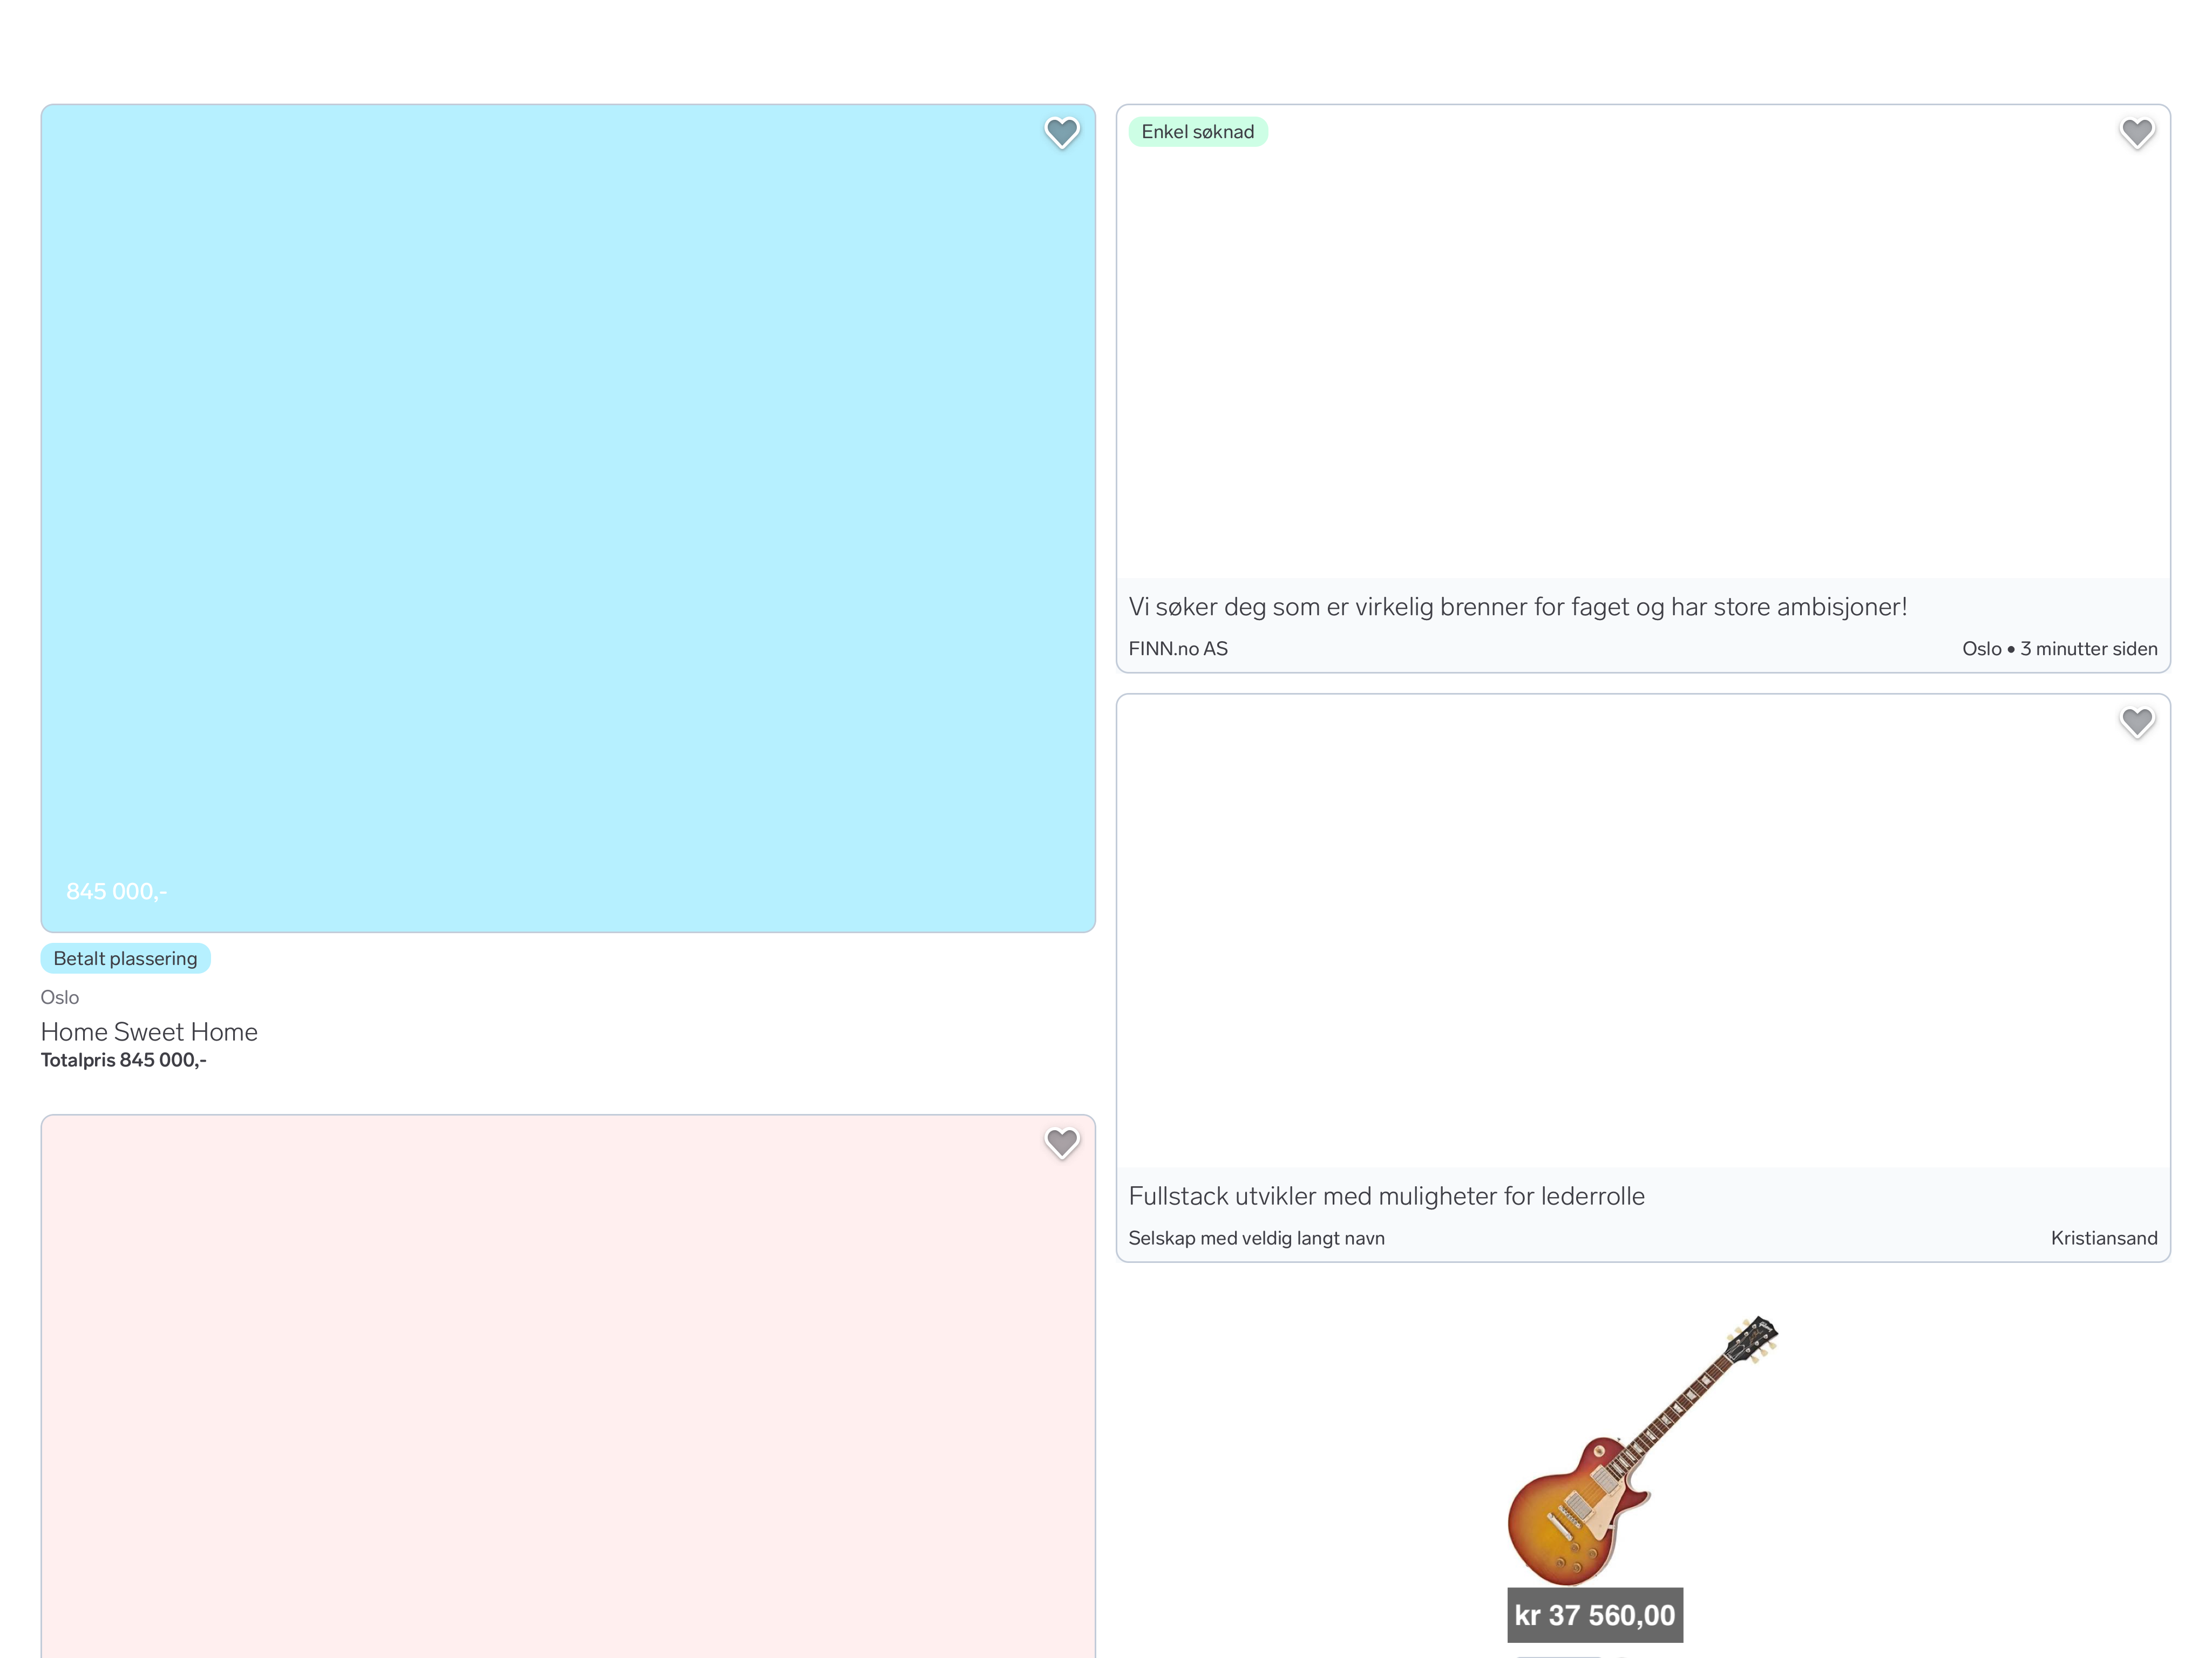 845 000,-
Betalt plassering
Oslo
Home Sweet Home
Totalpris 845 000,-
Enkel søknad
Vi søker deg som er virkelig brenner for faget og har store ambisjoner!
FINN.no AS
Oslo • 3 minutter siden
Fullstack utvikler med muligheter for lederrolle
Selskap med veldig langt navn
Kristiansand
kr 37 560,00